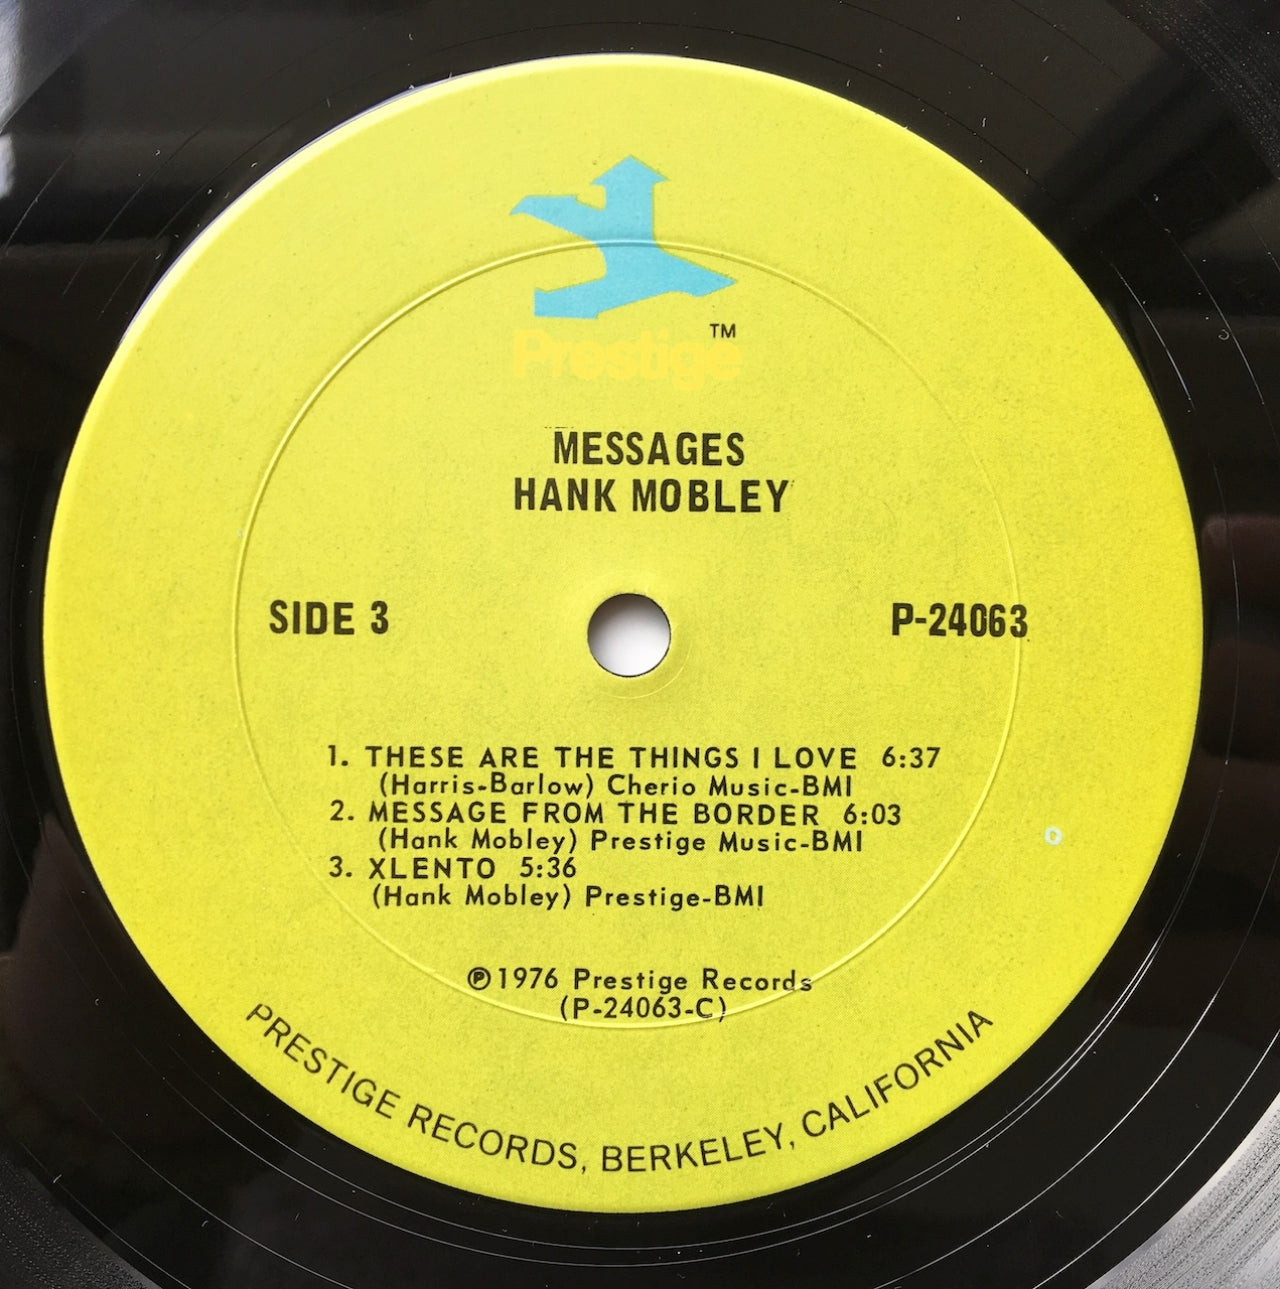 Prestige TM
MESSAGES
HANK MOBLEY
SIDE 3
P-24063
1. THESE ARE THE THINGS I LOVE 6:37
(Harris-Barlow) Cherio Music-BMI
2. MESSAGE FROM THE BORDER 6:03
(Hank Mobley) Prestige Music-BMI
3. XLENTO 5:36
(Hank Mobley) Prestige-BMI
℗1976 Prestige Records
(P-24063-C)
PRESTIGE RECORDS, BERKELEY, CALIFORNIA